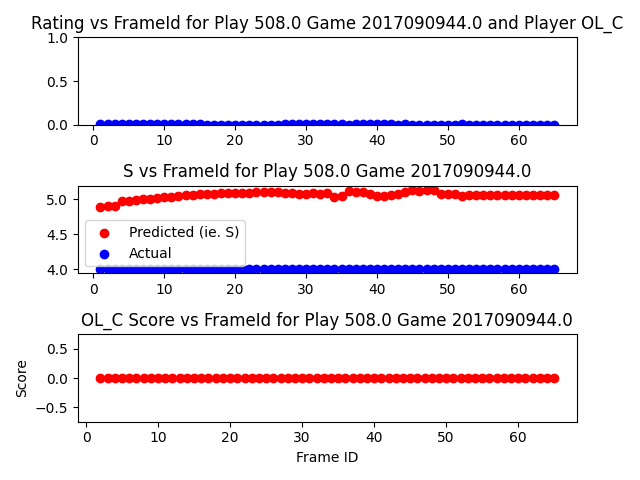 Rating vs FrameId for Play 508.0 Game 2017090944.0 and Player OL_C
1.0
0.5
0.0
0 10 20 30 40 50 60
S vs FrameId for Play 508.0 Game 2017090944.0
5.0
4.5
4.0
Predicted (ie. S)
Actual
0 10 20 30 40 50 60
OL_C Score vs FrameId for Play 508.0 Game 2017090944.0
Score
0.5
0.0
−0.5
0 10 20 30 40 50 60
Frame ID